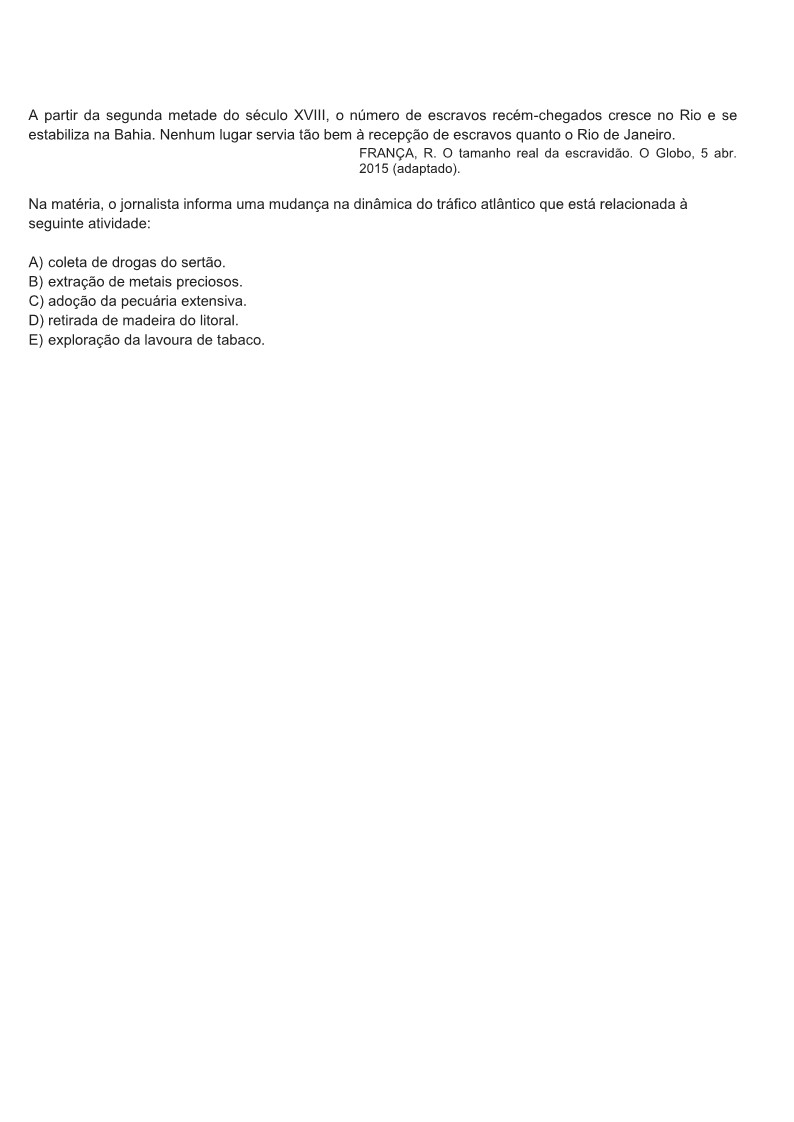 A partir da segunda metade do século XVIII, o número de escravos recém-chegados cresce no Rio e se
estabiliza na Bahia. Nenhum lugar servia tão bem à recepção de escravos quanto o Rio de Janeiro.
FRANÇA, R. O tamanho real da escravidão. O Globo, 5 abr.
2015 (adaptado).
Na matéria, o jornalista informa uma mudança na dinâmica do tráfico atlântico que está relacionada à
seguinte atividade:
A) coleta de drogas do sertão.
B) extração de metais preciosos.
C) adoção da pecuária extensiva.
D) retirada de madeira do litoral.
E) exploração da lavoura de tabaco.